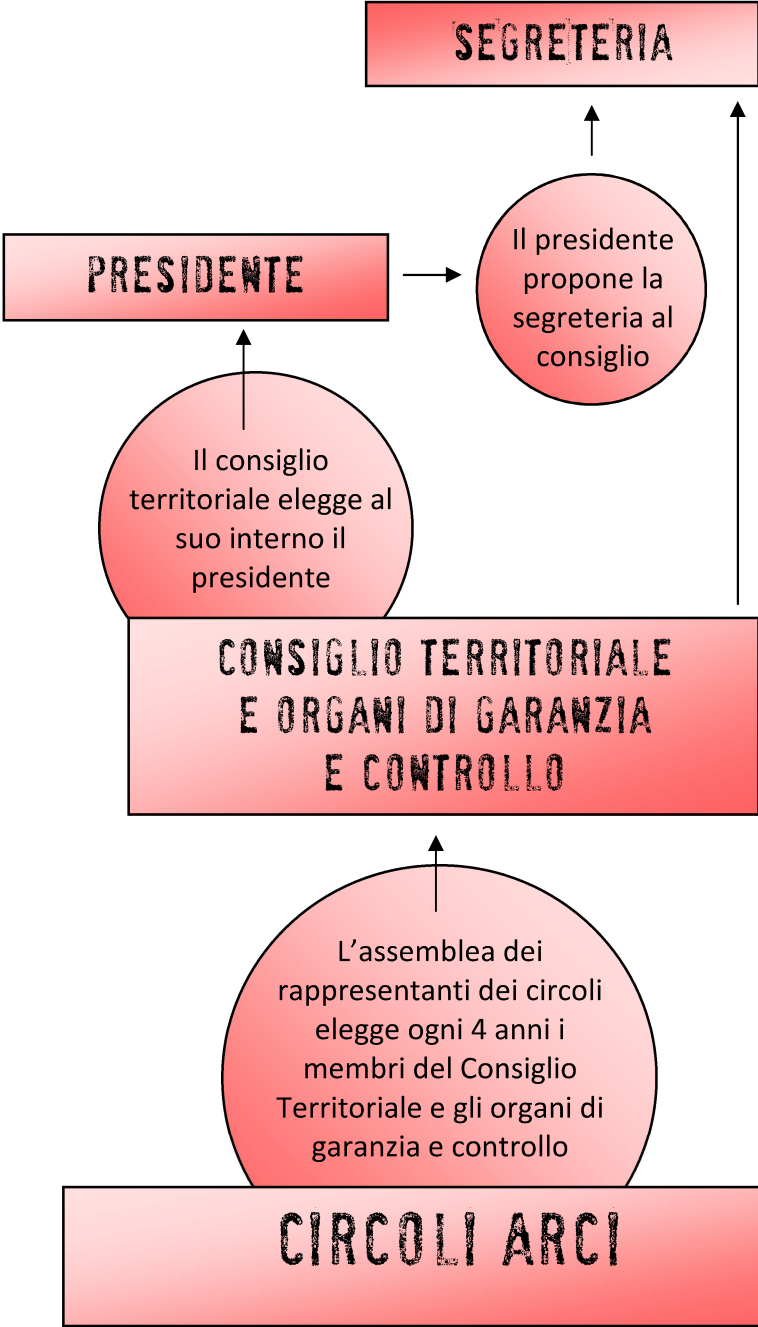 SEGRETERIA
Il presidente
propone la
segreteria al
consiglio
PRESIDENTE
Il consiglio
territoriale elegge al
suo interno il
presidente
CONSIGLIO TERRITORIALE
E ORGANI DI GARANZIA
E CONTROLLO
L’assemblea dei
rappresentanti dei circoli
elegge ogni 4 anni i
membri del Consiglio
Territoriale e gli organi di
garanzia e controllo
CIRCOLI ARCI